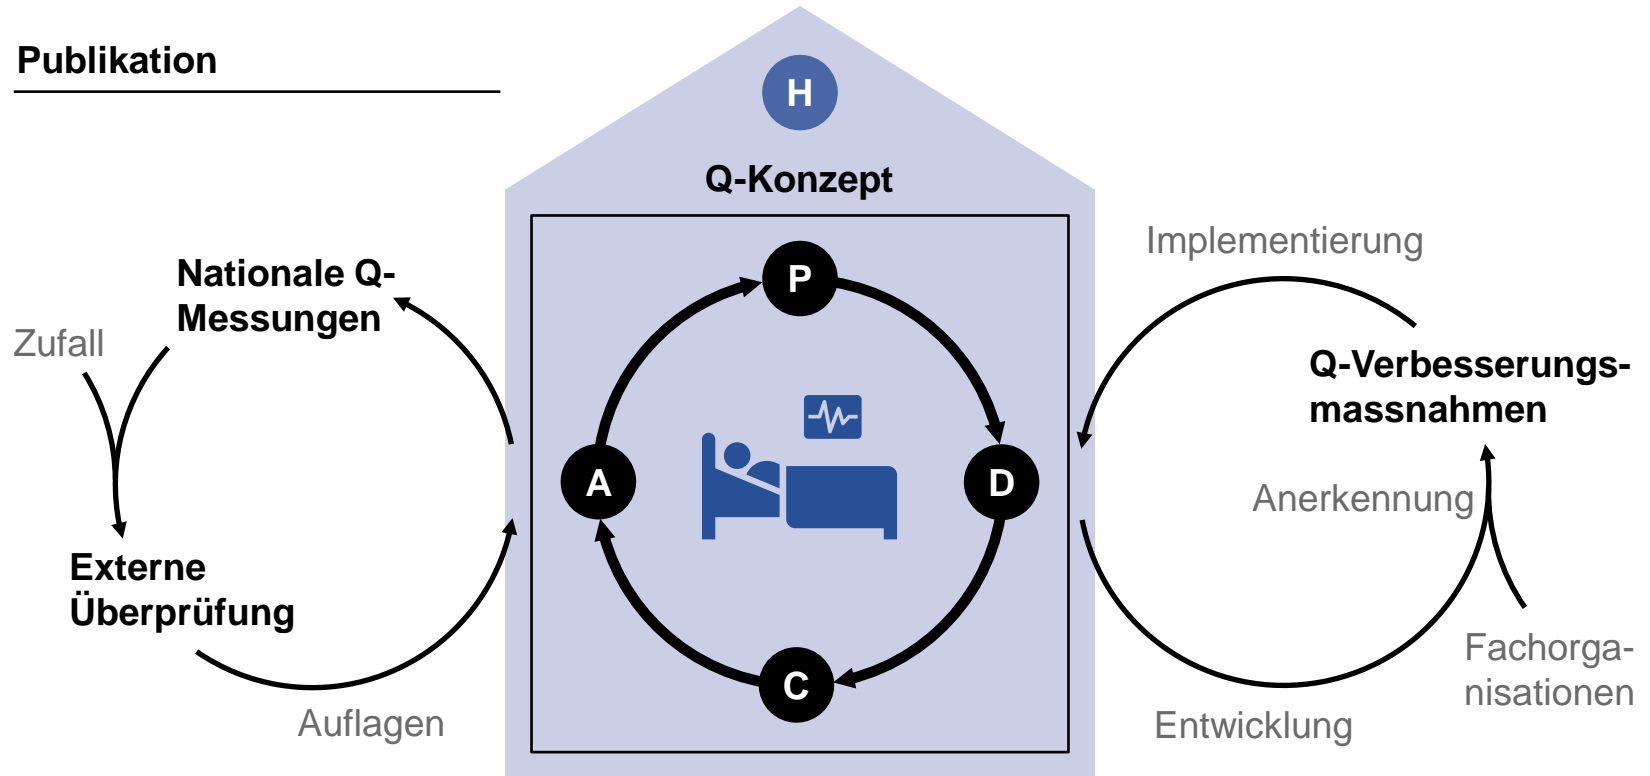 Publikation
H
Q-Konzept
Nationale Q-
Messungen
Zufall
Externe
Überprüfung
Auflagen
P
A
D
C
Implementierung
Q-Verbesserungs-
massnahmen
Anerkennung
Fachorga-
nisationen
Entwicklung